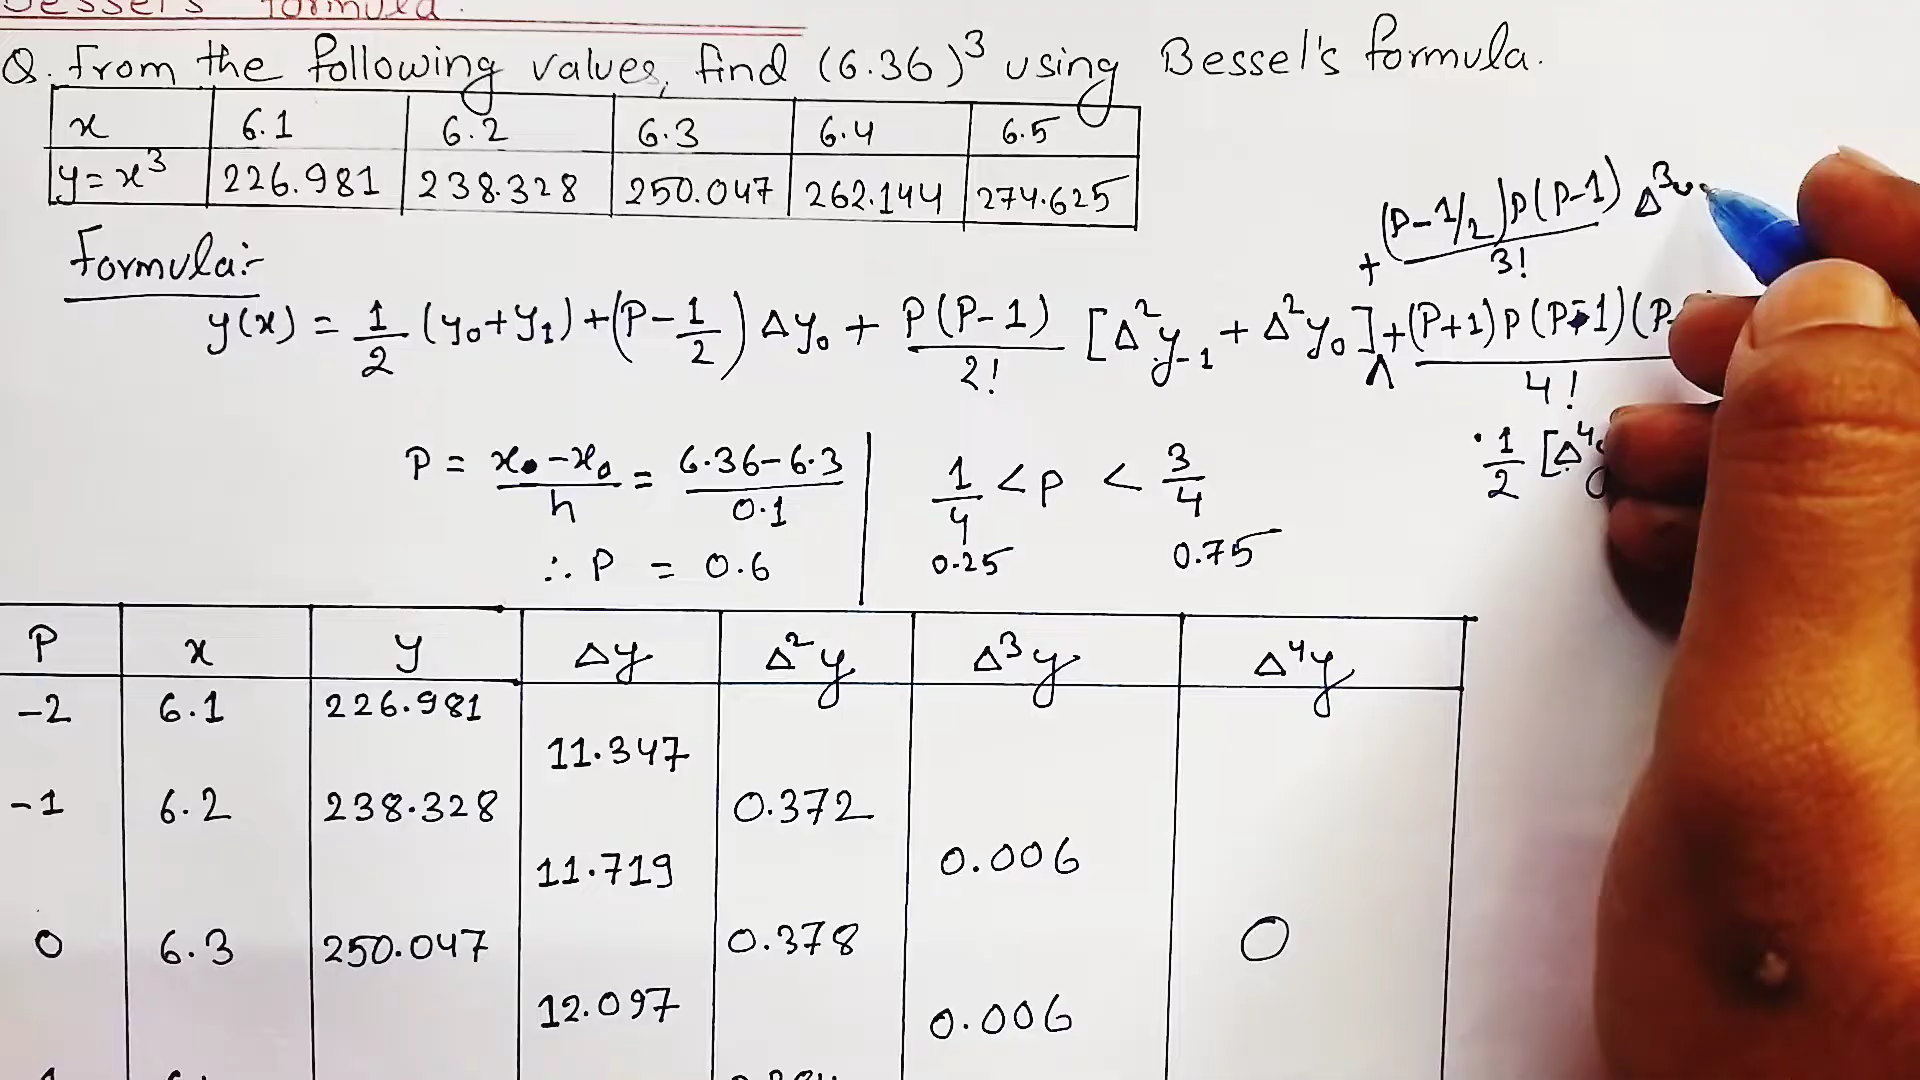 Bessel's formula.
Q. From the following values, find (6.36)³ using Bessel's formula.
x 6.1 6.2 6.3 6.4 6.5
y=x³ 226.981 238.328 250.047 262.144 274.625
+ (P-1/2)P(P-1)/3! Δ³
Formula:-
y(x) = 1/2 (y₀+y₁) + (P-1/2) Δy₀ + P(P-1)/2! [Δ²y₋₁ + Δ²y₀] + (P+1)P(P-1)(P- / 4!
^
· 1/2 [Δ⁴y
P = x-x₀/h = 6.36-6.3/0.1
1/4 < P < 3/4
0.25 0.75
∴ P = 0.6
P x y Δy Δ²y Δ³y Δ⁴y
-2 6.1 226.981
11.347
-1 6.2 238.328 0.372
11.719 0.006
0 6.3 250.047 0.378 0
12.097 0.006